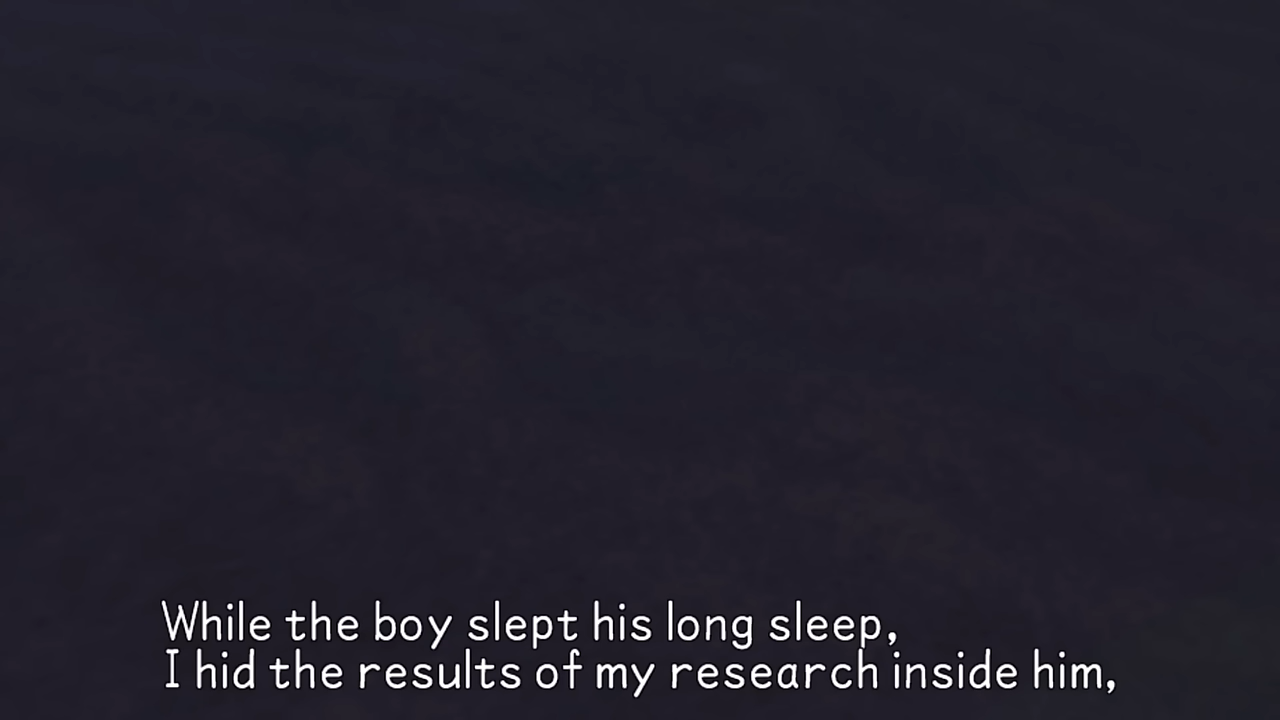 While the boy slept his long sleep,
I hid the results of my research inside him,